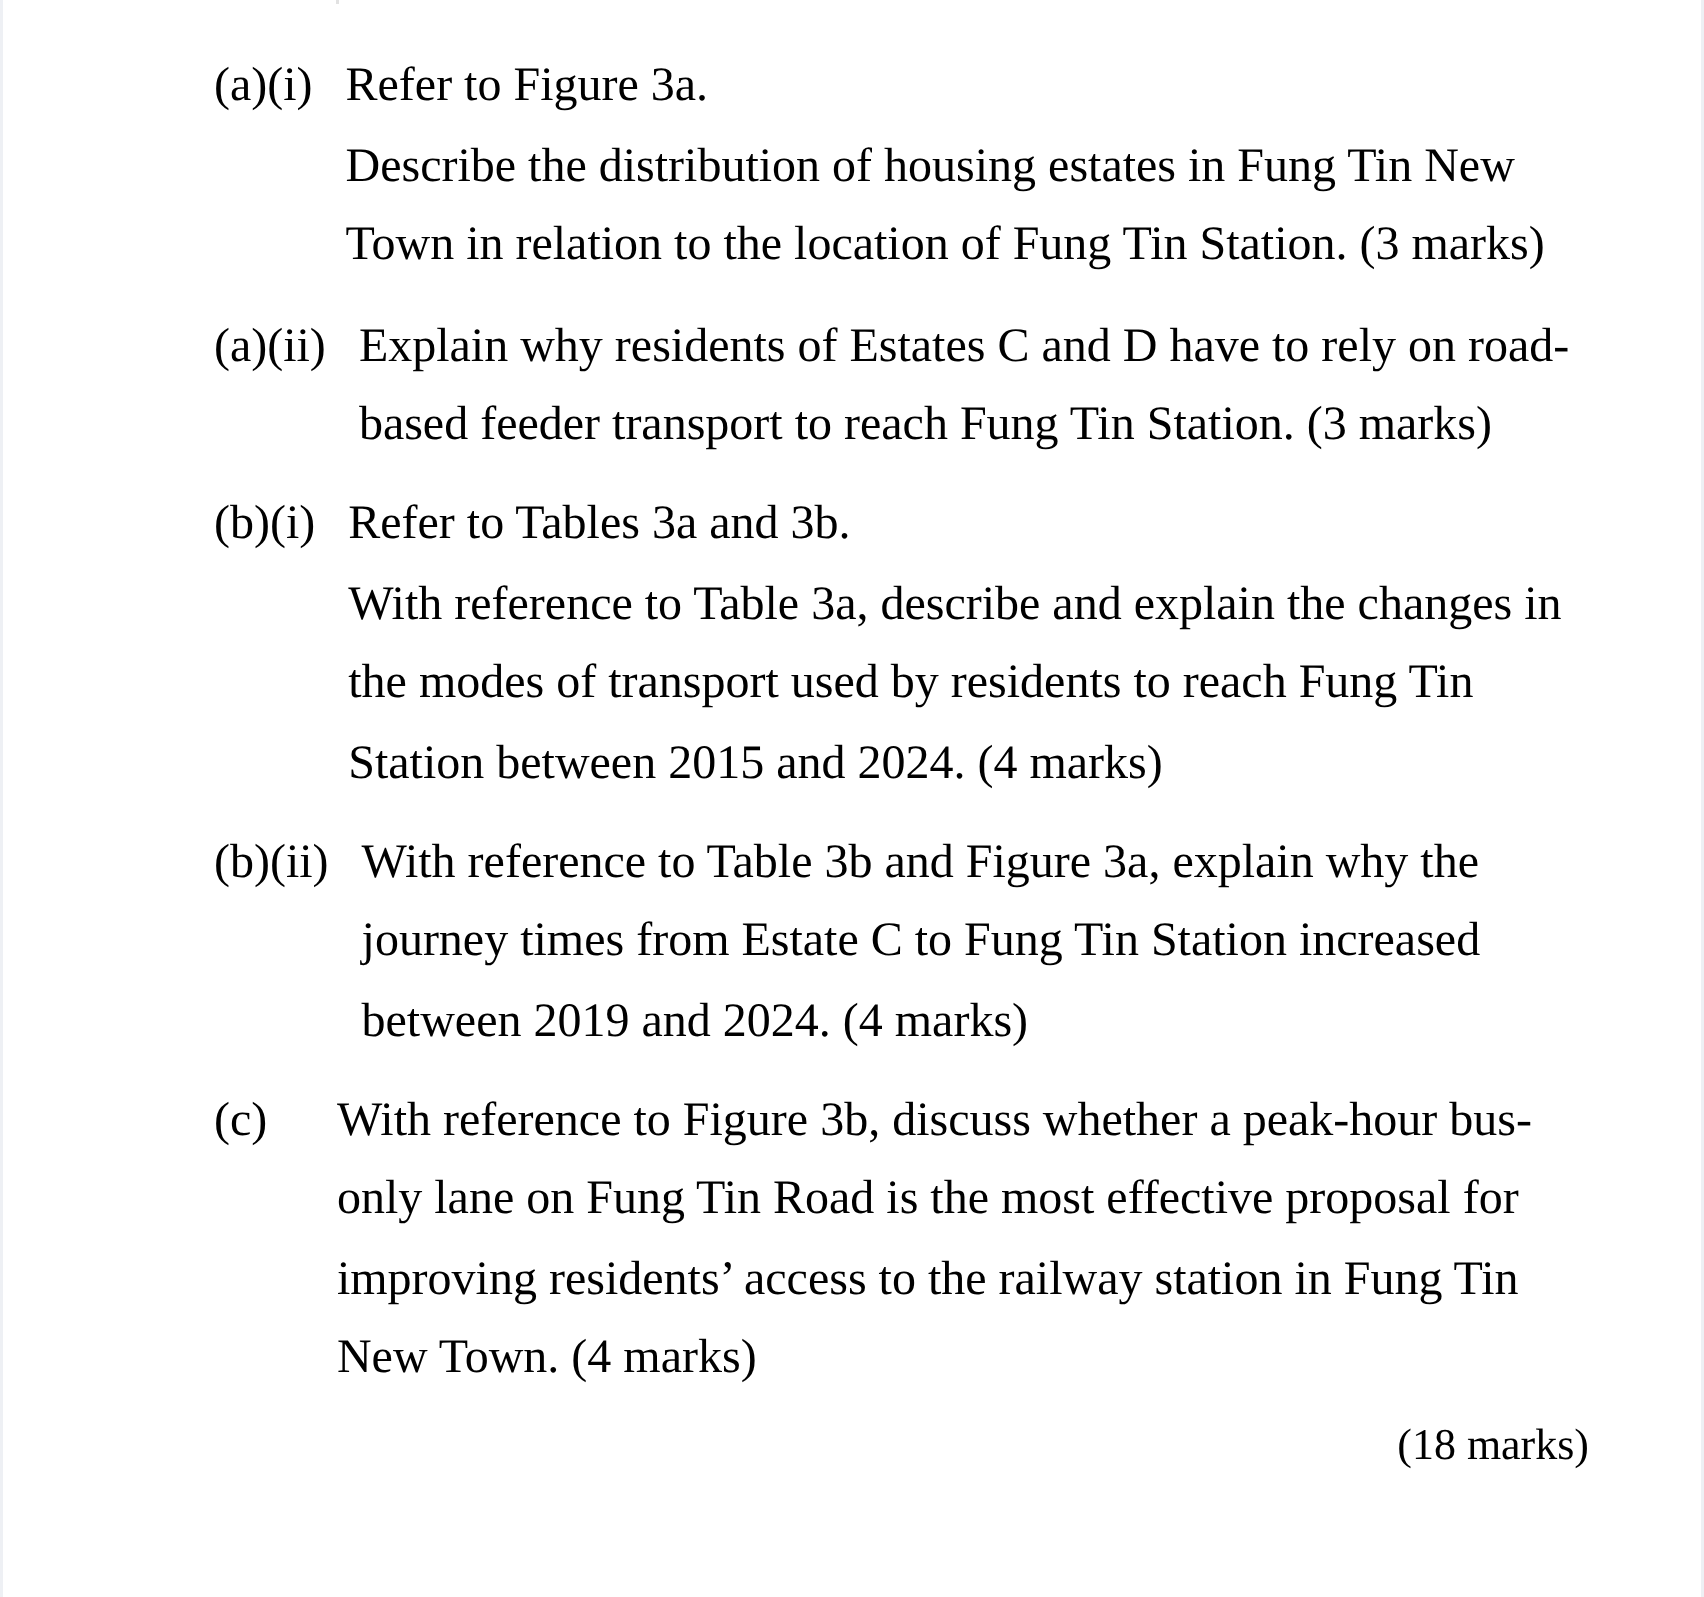 (a)(i) Refer to Figure 3a.
Describe the distribution of housing estates in Fung Tin New
Town in relation to the location of Fung Tin Station. (3 marks)
(a)(ii) Explain why residents of Estates C and D have to rely on road-
based feeder transport to reach Fung Tin Station. (3 marks)
(b)(i) Refer to Tables 3a and 3b.
With reference to Table 3a, describe and explain the changes in
the modes of transport used by residents to reach Fung Tin
Station between 2015 and 2024. (4 marks)
(b)(ii) With reference to Table 3b and Figure 3a, explain why the
journey times from Estate C to Fung Tin Station increased
between 2019 and 2024. (4 marks)
(c) With reference to Figure 3b, discuss whether a peak-hour bus-
only lane on Fung Tin Road is the most effective proposal for
improving residents’ access to the railway station in Fung Tin
New Town. (4 marks)
(18 marks)